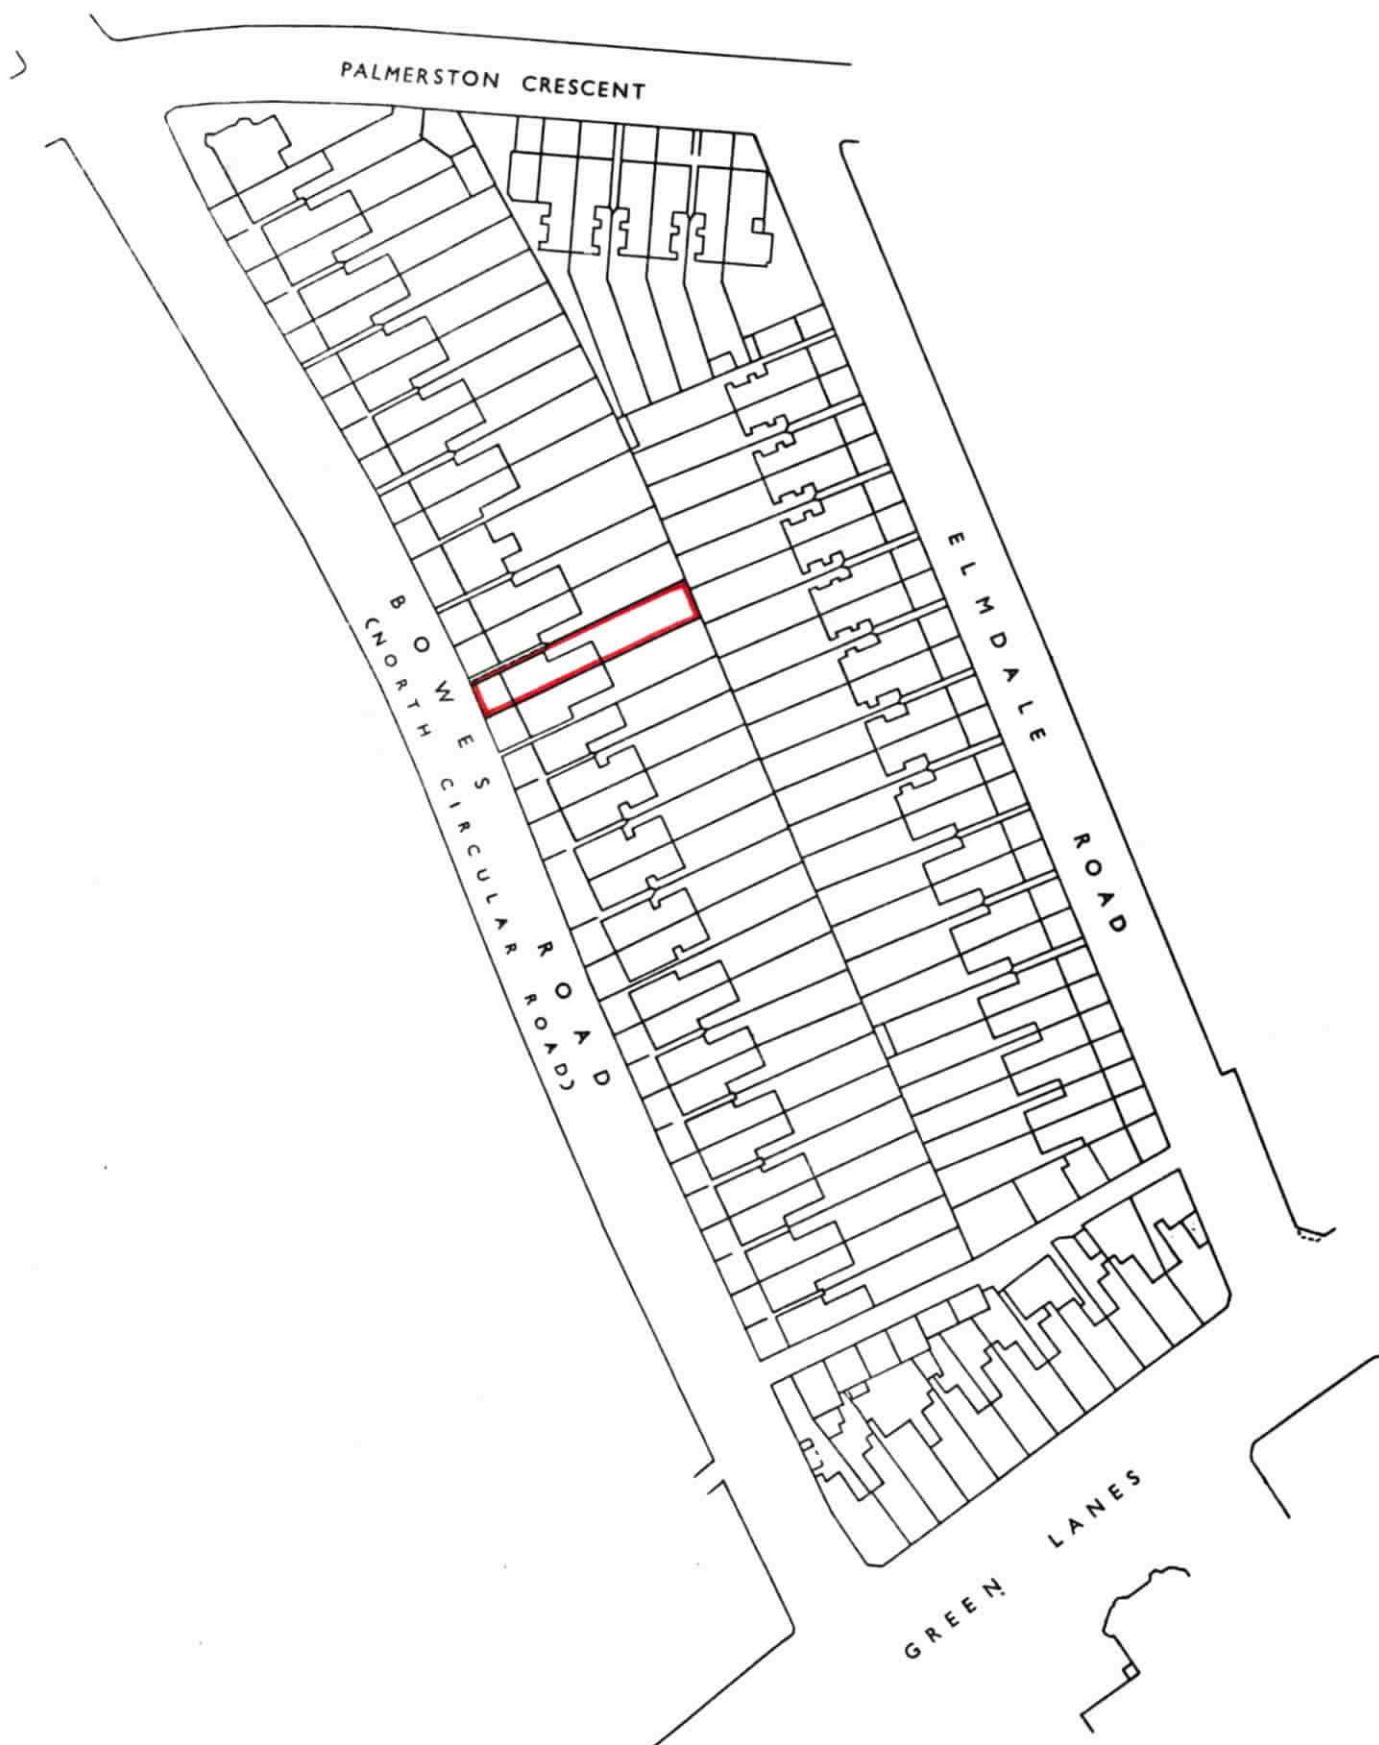 PALMERSTON CRESCENT
BOWES ROAD
(NORTH CIRCULAR ROAD)
ELMDALE ROAD
GREEN LANES